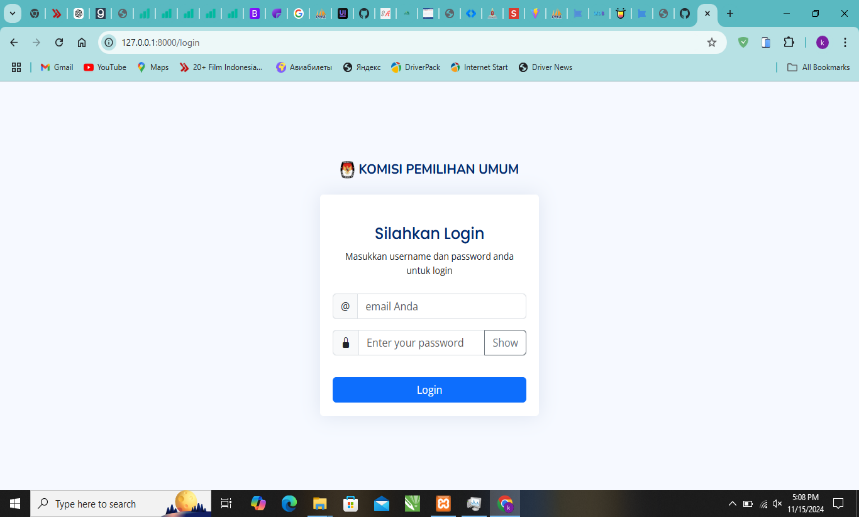 127.0.0.1:8000/login
Gmail
YouTube
Maps
20+ Film Indonesia...
Авиабилеты
Яндекс
DriverPack
Internet Start
Driver News
All Bookmarks
KOMISI PEMILIHAN UMUM
Silahkan Login
Masukkan username dan password anda
untuk login
@ email Anda
Enter your password Show
Login
Type here to search
5:08 PM
11/15/2024